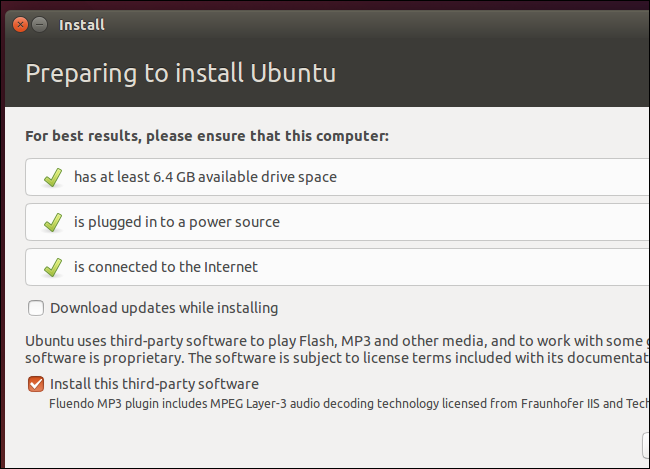 Install
Preparing to install Ubuntu
For best results, please ensure that this computer:
has at least 6.4 GB available drive space
is plugged in to a power source
is connected to the Internet
Download updates while installing
Ubuntu uses third-party software to play Flash, MP3 and other media, and to work with some
software is proprietary. The software is subject to license terms included with its documentat
Install this third-party software
Fluendo MP3 plugin includes MPEG Layer-3 audio decoding technology licensed from Fraunhofer IIS and Tech